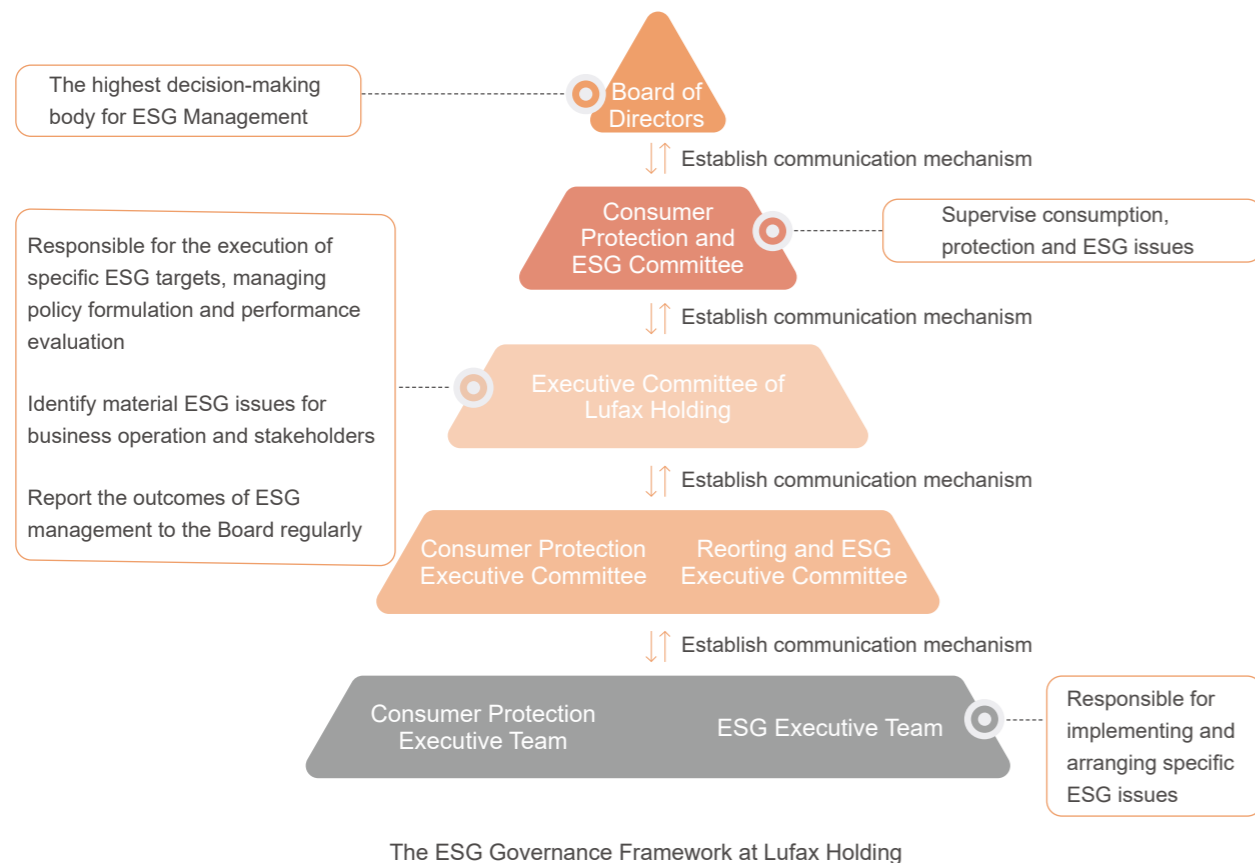 The highest decision-making
body for ESG Management
Board of
Directors
Establish communication mechanism
Consumer
Protection and
ESG Committee
Supervise consumption,
protection and ESG issues
Responsible for the execution of
specific ESG targets, managing
policy formulation and performance
evaluation
Identify material ESG issues for
business operation and stakeholders
Report the outcomes of ESG
management to the Board regularly
Establish communication mechanism
Executive Committee of
Lufax Holding
Establish communication mechanism
Consumer Protection
Executive Committee
Reorting and ESG
Executive Committee
Establish communication mechanism
Consumer Protection
Executive Team
ESG Executive Team
Responsible for
implementing and
arranging specific
ESG issues
The ESG Governance Framework at Lufax Holding